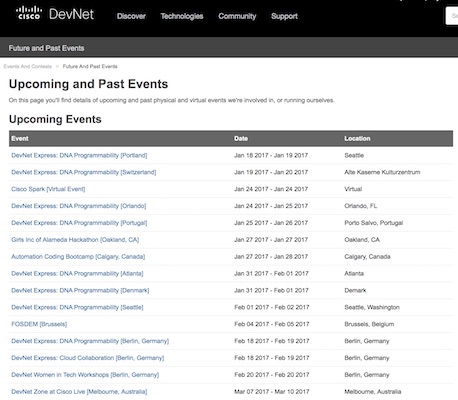 CISCO DevNet Discover Technologies Community Support
Future and Past Events
Events And Contests > Future And Past Events
Upcoming and Past Events
On this page you'll find details of upcoming and past physical and virtual events we're involved in, or running ourselves.
Upcoming Events
Event Date Location
DevNet Express: DNA Programmability [Portland] Jan 18 2017 - Jan 19 2017 Seattle
DevNet Express: DNA Programmability [Switzerland] Jan 19 2017 - Jan 20 2017 Alte Kaserne Kulturzentrum
Cisco Spark [Virtual Event] Jan 24 2017 - Jan 24 2017 Virtual
DevNet Express: DNA Programmability [Orlando] Jan 24 2017 - Jan 25 2017 Orlando, FL
DevNet Express: DNA Programmability [Portugal] Jan 25 2017 - Jan 26 2017 Porto Salvo, Portugal
Girls Inc of Alameda Hackathon [Oakland, CA] Jan 27 2017 - Jan 27 2017 Oakland, CA
Automation Coding Bootcamp [Calgary, Canada] Jan 27 2017 - Jan 28 2017 Calgary, Canada
DevNet Express: DNA Programmability [Atlanta] Jan 31 2017 - Feb 01 2017 Atlanta
DevNet Express: DNA Programmability [Denmark] Jan 31 2017 - Feb 01 2017 Demark
DevNet Express: DNA Programmability [Seattle] Feb 01 2017 - Feb 02 2017 Seattle, Washington
FOSDEM [Brussels] Feb 04 2017 - Feb 05 2017 Brussels, Belgium
DevNet Express: DNA Programmability [Berlin, Germany] Feb 18 2017 - Feb 19 2017 Berlin, Germany
DevNet Express: Cloud Collaboration [Berlin, Germany] Feb 18 2017 - Feb 19 2017 Berlin, Germany
DevNet Women in Tech Workshops [Berlin, Germany] Feb 20 2017 - Feb 20 2017 Berlin, Germany
DevNet Zone at Cisco Live [Melbourne, Australia] Mar 07 2017 - Mar 10 2017 Melbourne, Australia